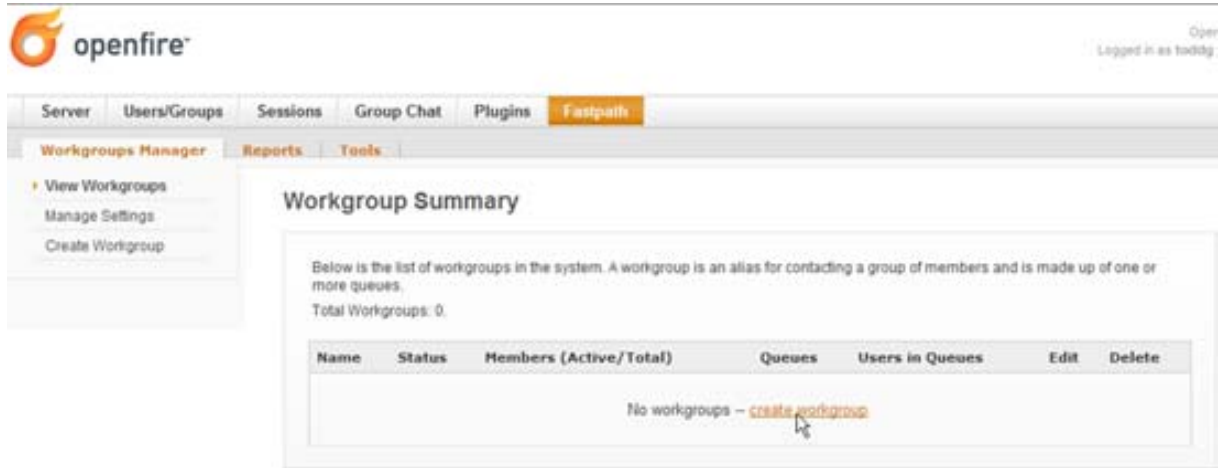 openfire™
Oper
Logged in as toddg
Server Users/Groups Sessions Group Chat Plugins Fastpath
Workgroups Manager Reports Tools
View Workgroups
Manage Settings
Create Workgroup
Workgroup Summary
Below is the list of workgroups in the system. A workgroup is an alias for contacting a group of members and is made up of one or
more queues.
Total Workgroups: 0.
Name Status Members (Active/Total) Queues Users in Queues Edit Delete
No workgroups -- create workgroup